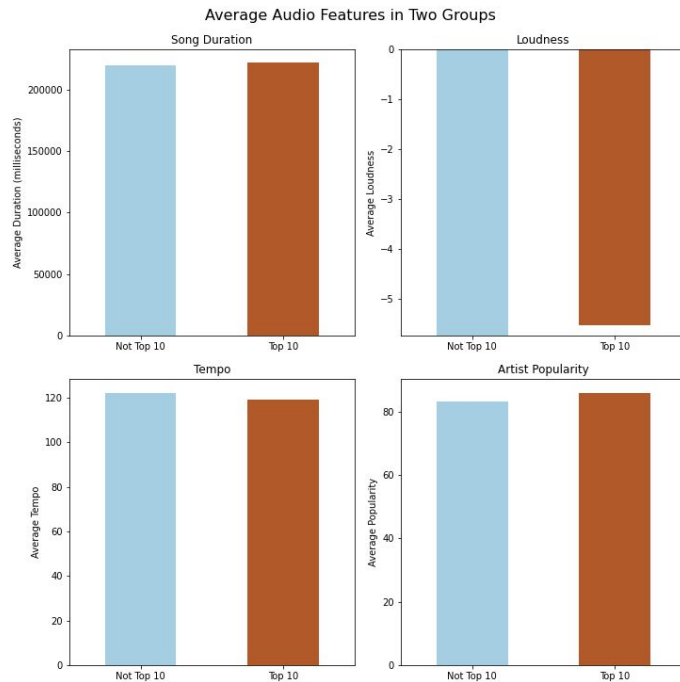 Average Audio Features in Two Groups
Song Duration
Average Duration (milliseconds)
200000
150000
100000
50000
0
Not Top 10
Top 10
Loudness
Average Loudness
0
−1
−2
−3
−4
−5
Not Top 10
Top 10
Tempo
Average Tempo
120
100
80
60
40
20
0
Not Top 10
Top 10
Artist Popularity
Average Popularity
80
60
40
20
0
Not Top 10
Top 10